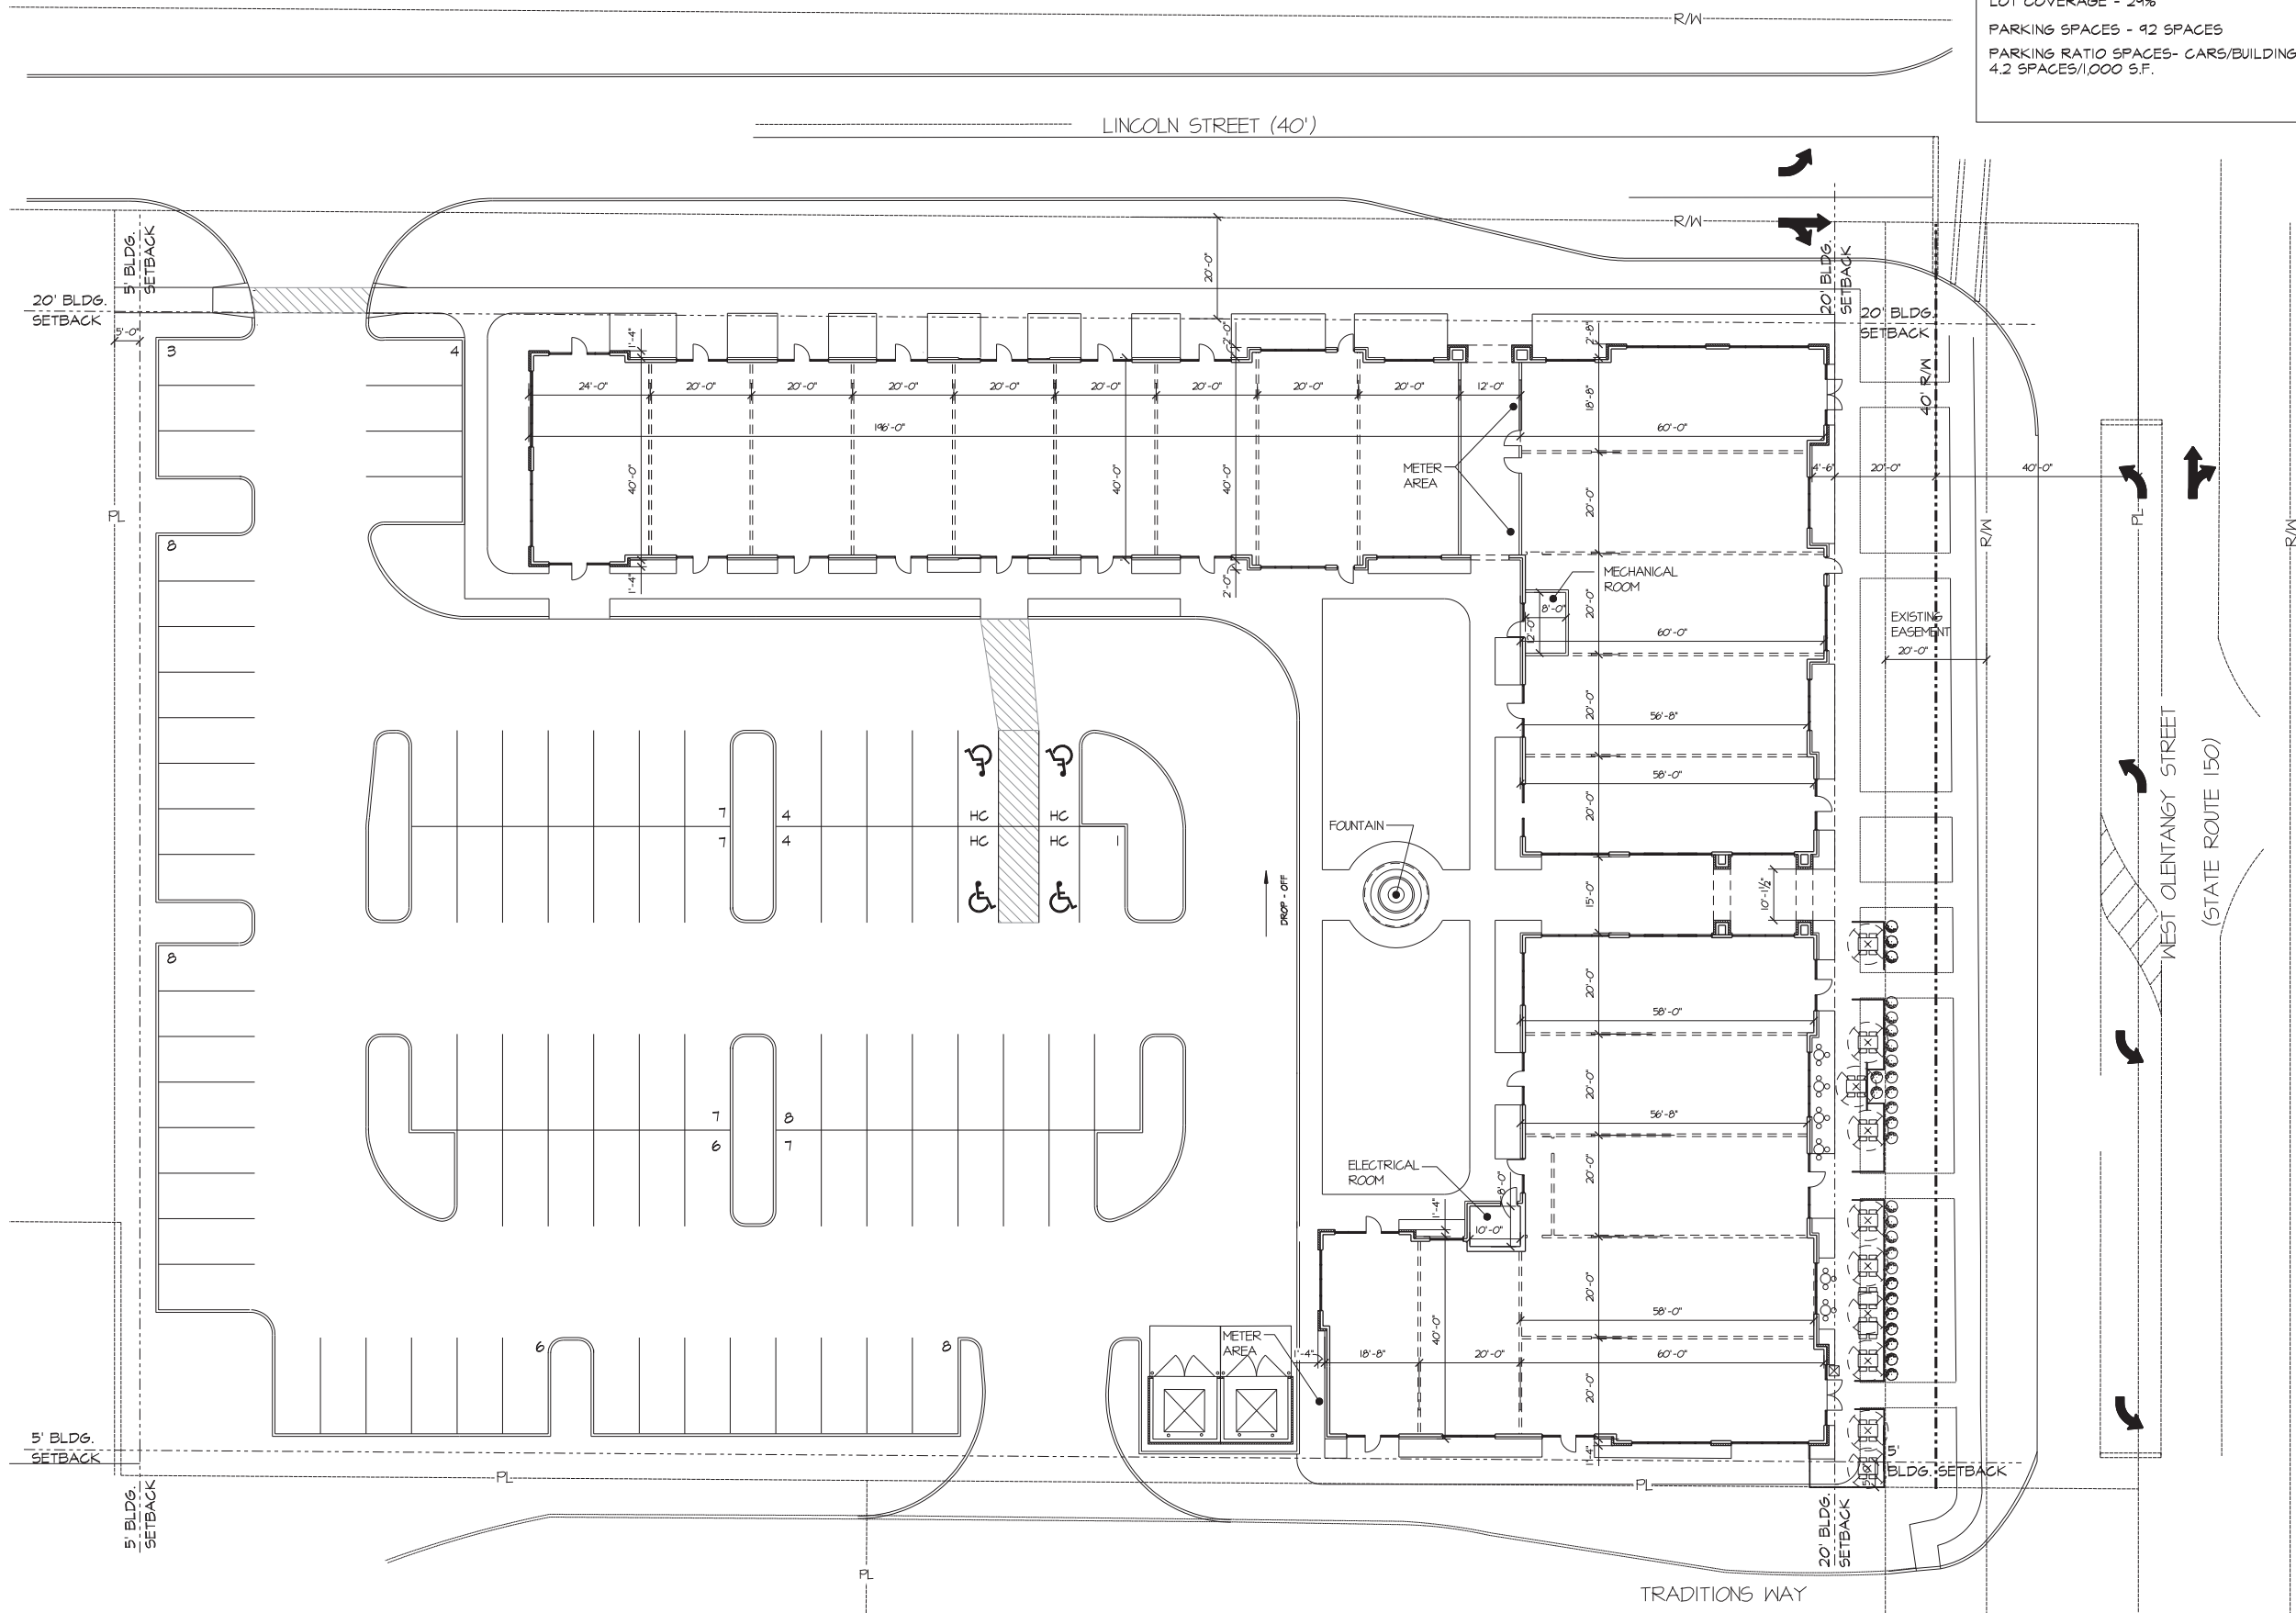 LOT COVERAGE - 29%
PARKING SPACES - 92 SPACES
PARKING RATIO SPACES- CARS/BUILDING
4.2 SPACES/1,000 S.F.
R/W
LINCOLN STREET (40')
R/W
5' BLDG.
SETBACK
20' BLDG.
SETBACK
5'-0"
20'-0"
20' BLDG.
SETBACK
20' BLDG.
SETBACK
40' R/W
3
4
1'-4"
2'-0"
2'-8"
24'-0"
20'-0"
20'-0"
20'-0"
20'-0"
20'-0"
20'-0"
20'-0"
20'-0"
12'-0"
18'-8"
196'-0"
60'-0"
40'-0"
40'-0"
40'-0"
METER
AREA
4'-6"
20'-0"
40'-0"
20'-0"
PL
PL
R/W
R/W
8
1'-4"
2'-0"
MECHANICAL
ROOM
8'-0"
12'-0"
20'-0"
60'-0"
EXISTING
EASEMENT
20'-0"
20'-0"
56'-8"
58'-0"
20'-0"
WEST OLENTANGY STREET
(STATE ROUTE 150)
7
4
HC
HC
7
4
HC
HC
1
FOUNTAIN
DROP - OFF
15'-0"
10'-1½"
8
20'-0"
58'-0"
20'-0"
56'-8"
7
8
6
7
ELECTRICAL
ROOM
8'-0"
20'-0"
1'-4"
10'-0"
20'-0"
58'-0"
40'-0"
6
8
METER
AREA
1'-4"
18'-8"
20'-0"
60'-0"
20'-0"
1'-4"
5' BLDG.
SETBACK
5'
BLDG. SETBACK
5'-0"
PL
PL
5' BLDG.
SETBACK
20' BLDG.
SETBACK
PL
TRADITIONS WAY